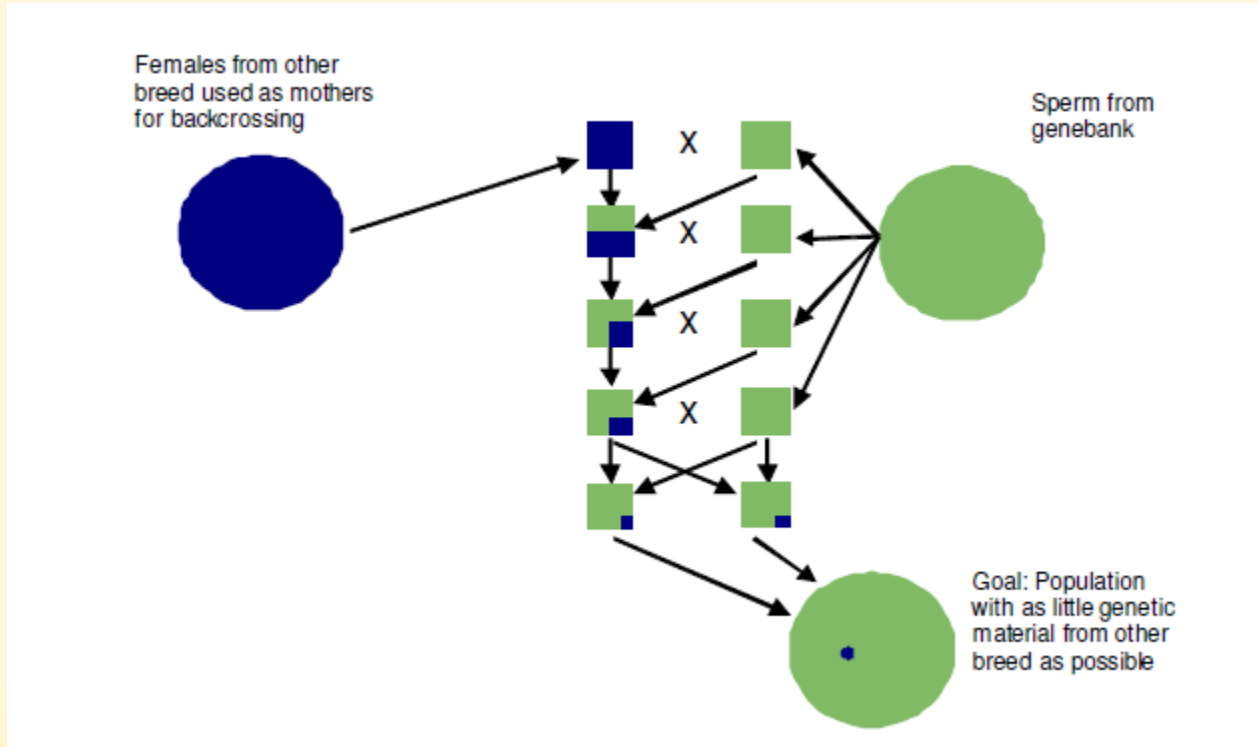 Females from other
breed used as mothers
for backcrossing
Sperm from
genebank
X
X
X
X
Goal: Population
with as little genetic
material from other
breed as possible